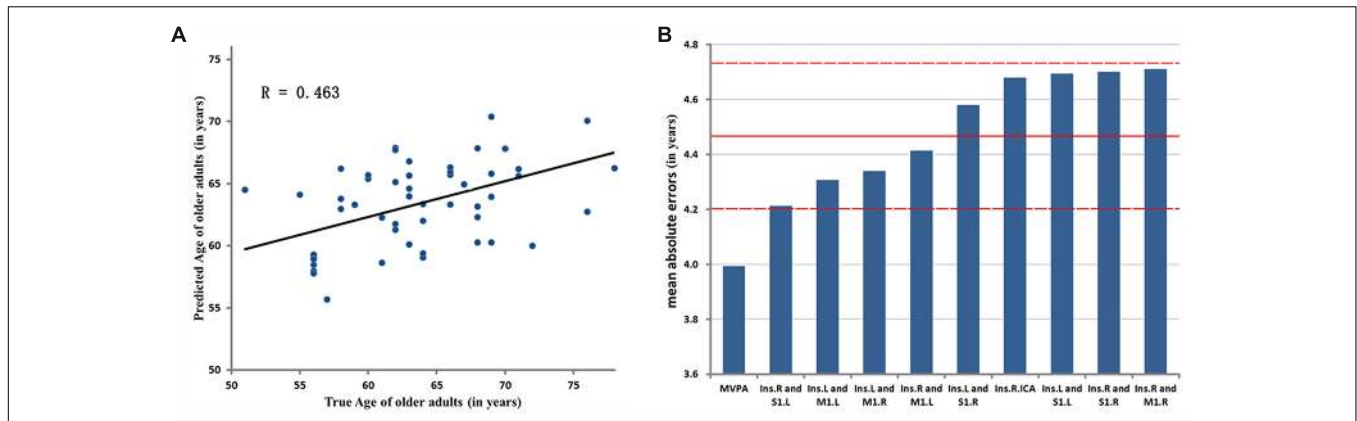 A
75
R = 0.463
70
65
60
55
50
Predicted Age of older adults (in years)
50 55 60 65 70 75
True Age of older adults (in years)
B
4.8
4.6
4.4
4.2
4.0
3.8
3.6
mean absolute errors (in years)
MVPA Ins.R and Ins.L and Ins.L and Ins.R and Ins.L and Ins.R.ICA Ins.L and Ins.R and Ins.R and
S1.L M1.L M1.R M1.L S1.R S1.L S1.R M1.R